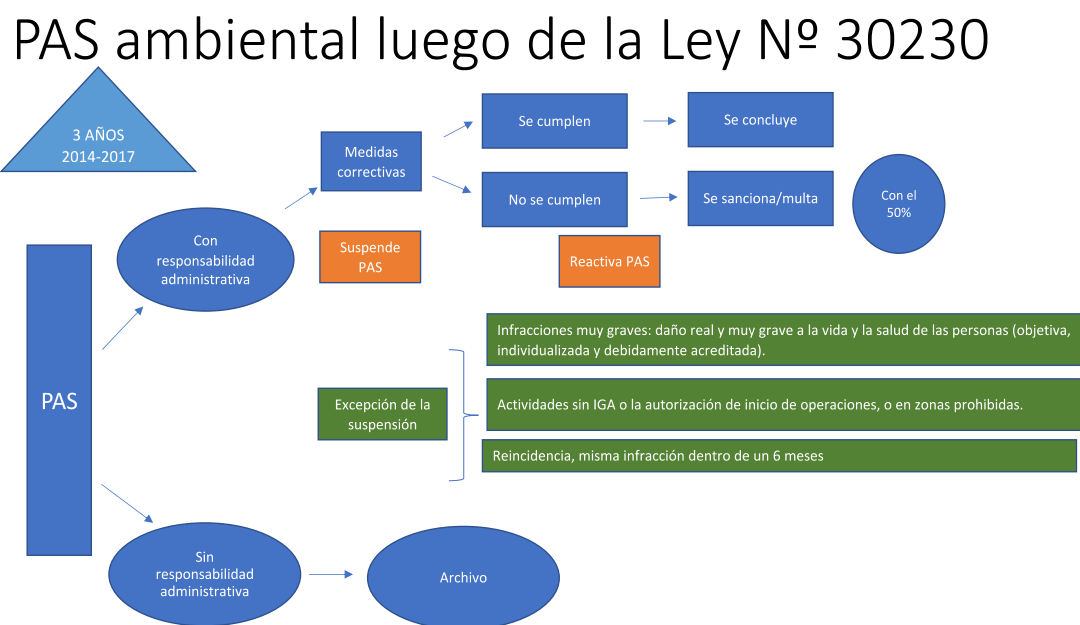 PAS ambiental luego de la Ley Nº 30230
3 AÑOS
2014-2017
Medidas
correctivas
Se cumplen
Se concluye
No se cumplen
Se sanciona/multa
Con el
50%
Con
responsabilidad
administrativa
Suspende
PAS
Reactiva PAS
PAS
Excepción de la
suspensión
Infracciones muy graves: daño real y muy grave a la vida y la salud de las personas (objetiva,
individualizada y debidamente acreditada).
Actividades sin IGA o la autorización de inicio de operaciones, o en zonas prohibidas.
Reincidencia, misma infracción dentro de un 6 meses
Sin
responsabilidad
administrativa
Archivo